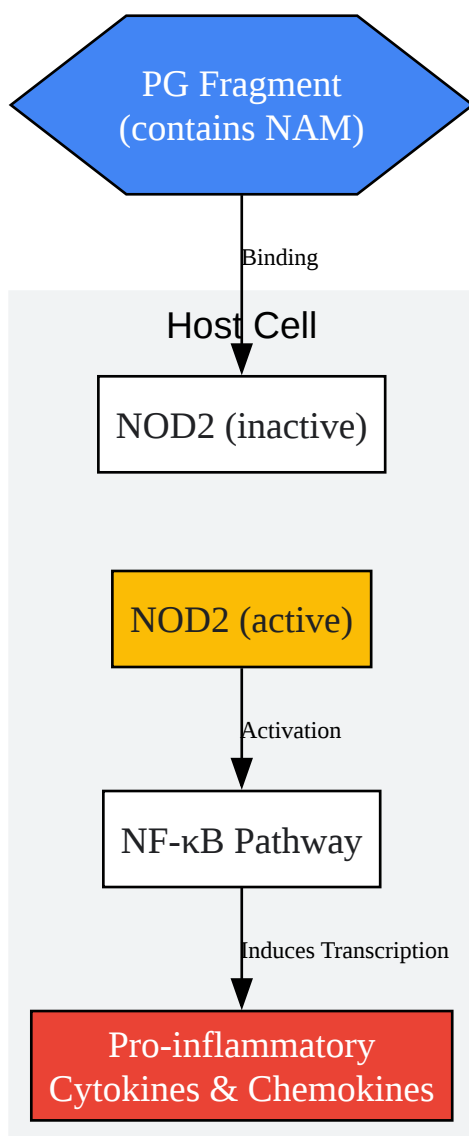 PG Fragment
(contains NAM)
Binding
Host Cell
NOD2 (inactive)
NOD2 (active)
Activation
NF-κB Pathway
Induces Transcription
Pro-inflammatory
Cytokines & Chemokines